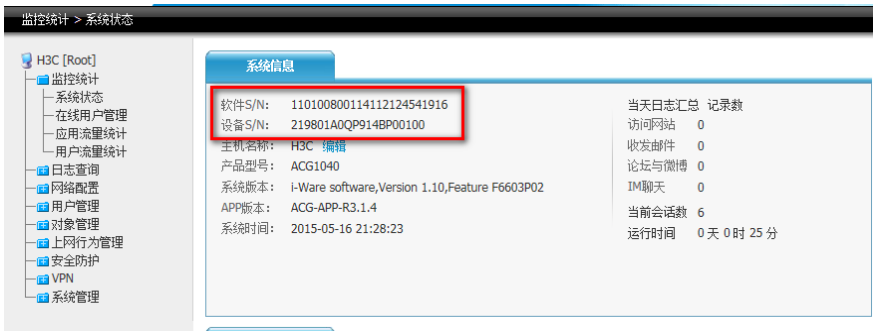 监控统计 > 系统状态
H3C [Root]
监控统计
系统状态
在线用户管理
应用流量统计
用户流量统计
日志查询
网络配置
用户管理
对象管理
上网行为管理
安全防护
VPN
系统管理
系统信息
软件S/N: 110100800114112124541916
设备S/N: 219801A0QP914BP00100
主机名称: H3C 编辑
产品型号: ACG1040
系统版本: i-Ware software,Version 1.10,Feature F6603P02
APP版本: ACG-APP-R3.1.4
系统时间: 2015-05-16 21:28:23
当天日志汇总 记录数
访问网站 0
收发邮件 0
论坛与微博 0
IM聊天 0
当前会话数 6
运行时间 0 天 0 时 25 分